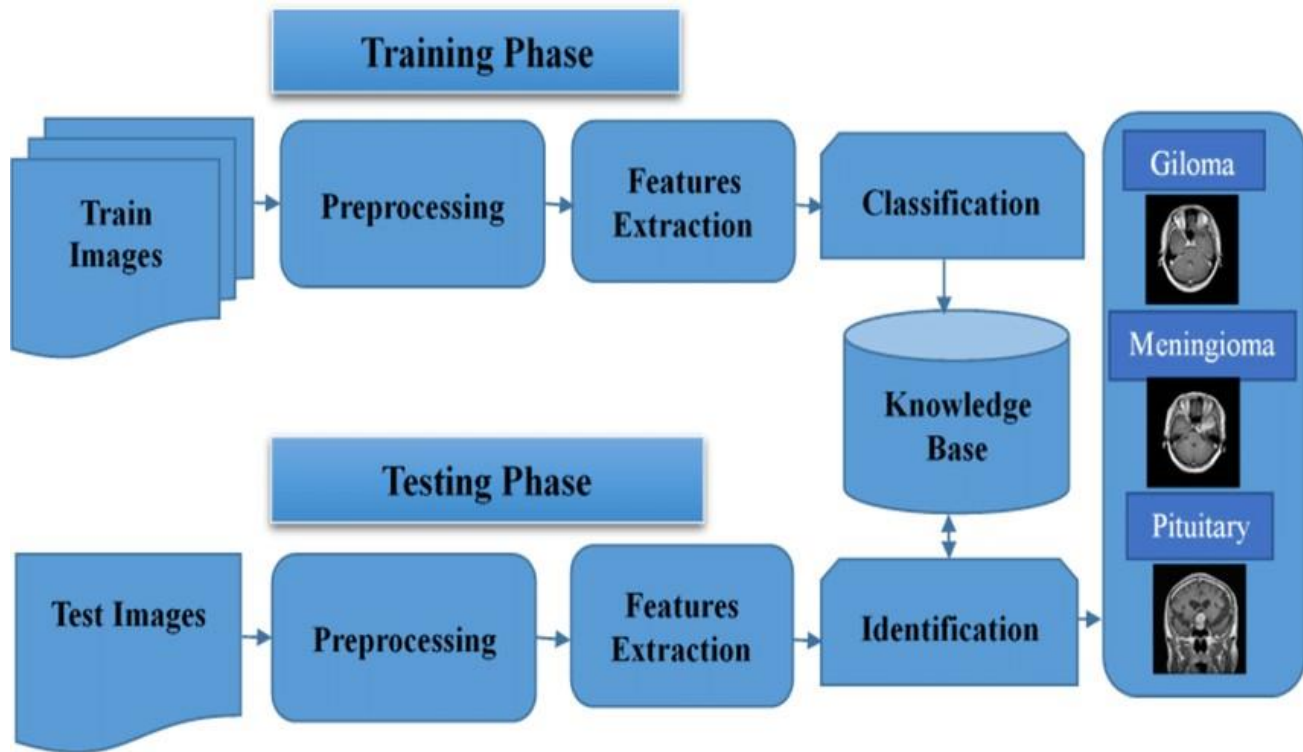 Training Phase
Train
Images
Preprocessing
Features
Extraction
Classification
Knowledge
Base
Testing Phase
Test Images
Preprocessing
Features
Extraction
Identification
Giloma
Meningioma
Pituitary